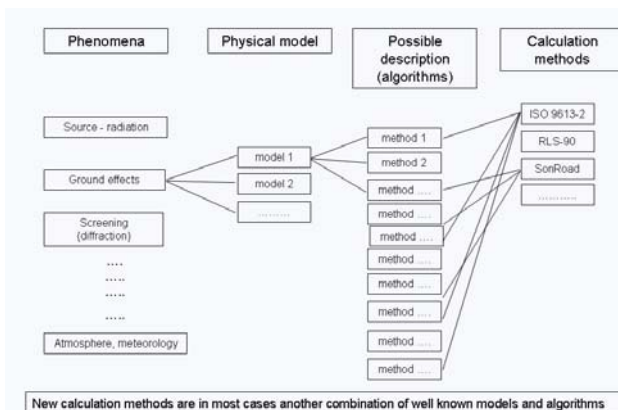 Phenomena
Physical model
Possible
description
(algorithms)
Calculation
methods
Source - radiation
Ground effects
Screening
(diffraction)
....
.....
....
.....
Atmosphere, meteorology
model 1
model 2
.........
method 1
method 2
method ....
method ....
method ....
method ....
method ....
method ....
method ....
method ....
ISO 9613-2
RLS-90
SonRoad
..........
New calculation methods are in most cases another combination of well known models and algorithms